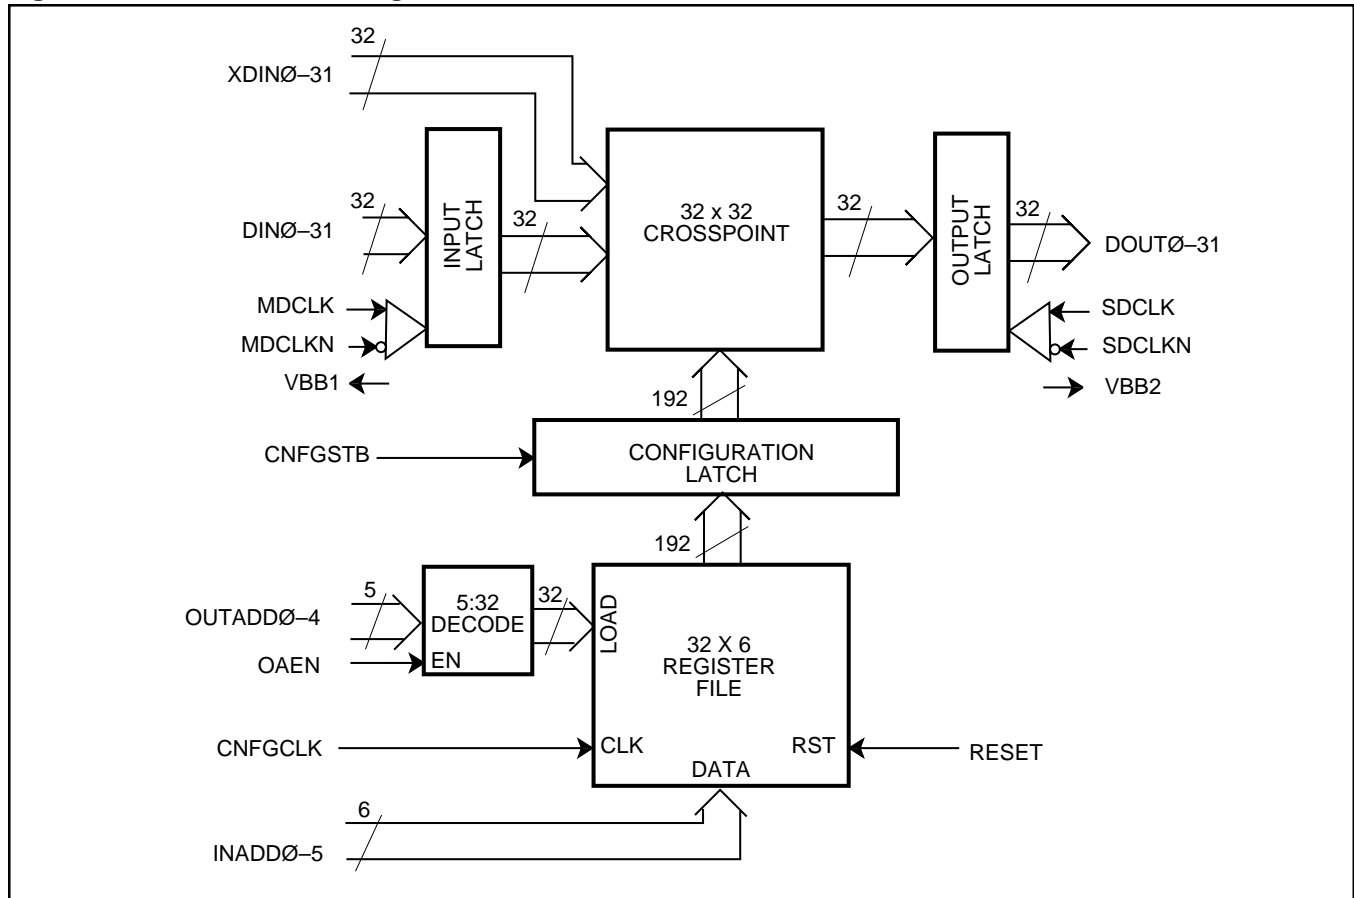 32
XDINØ–31
32
DINØ–31
INPUT
LATCH
32
32 x 32
CROSSPOINT
32
OUTPUT
LATCH
32
DOUTØ–31
MDCLK
MDCLKN
VBB1
SDCLK
SDCLKN
VBB2
192
CNFGSTB
CONFIGURATION
LATCH
192
5
OUTADDØ–4
OAEN
5:32
DECODE
EN
32
LOAD
32 X 6
REGISTER
FILE
CNFGCLK
CLK
RST
RESET
DATA
6
INADDØ–5